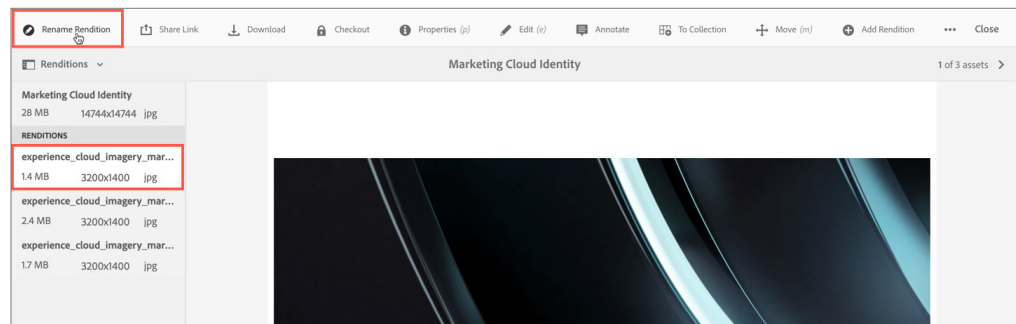 Rename Rendition Share Link Download Checkout Properties (p) Edit (e) Annotate To Collection Move (m) Add Rendition ••• Close
Renditions Marketing Cloud Identity 1 of 3 assets
Marketing Cloud Identity
28 MB 14744x14744 jpg
RENDITIONS
experience_cloud_imagery_mar...
1.4 MB 3200x1400 jpg
experience_cloud_imagery_mar...
2.4 MB 3200x1400 jpg
experience_cloud_imagery_mar...
1.7 MB 3200x1400 jpg